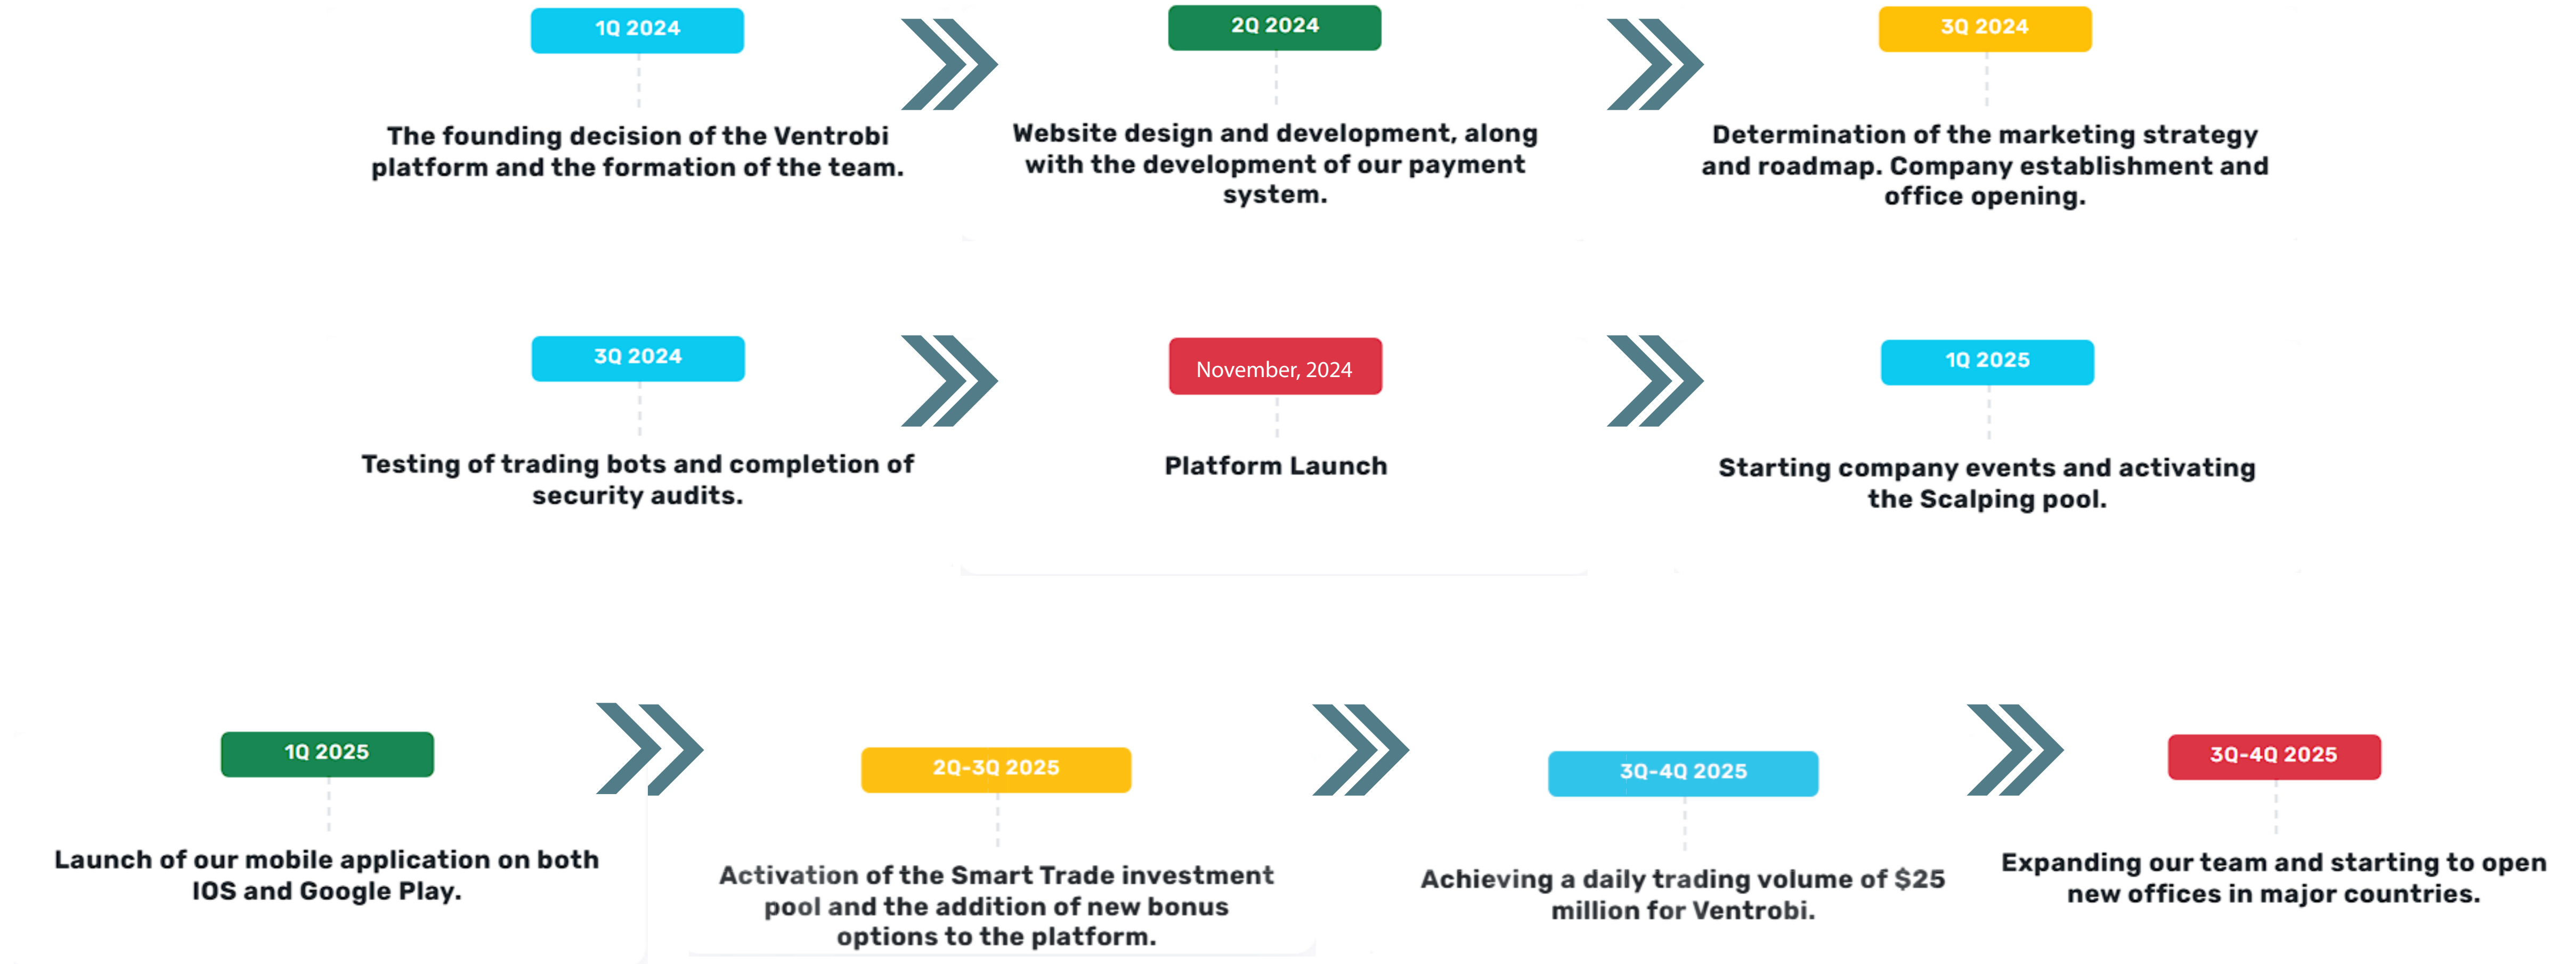 1Q 2024
The founding decision of the Ventrobi
platform and the formation of the team.
2Q 2024
Website design and development, along
with the development of our payment
system.
3Q 2024
Determination of the marketing strategy
and roadmap. Company establishment and
office opening.
3Q 2024
Testing of trading bots and completion of
security audits.
November, 2024
Platform Launch
1Q 2025
Starting company events and activating
the Scalping pool.
1Q 2025
Launch of our mobile application on both
IOS and Google Play.
2Q-3Q 2025
Activation of the Smart Trade investment
pool and the addition of new bonus
options to the platform.
3Q-4Q 2025
Achieving a daily trading volume of $25
million for Ventrobi.
3Q-4Q 2025
Expanding our team and starting to open
new offices in major countries.